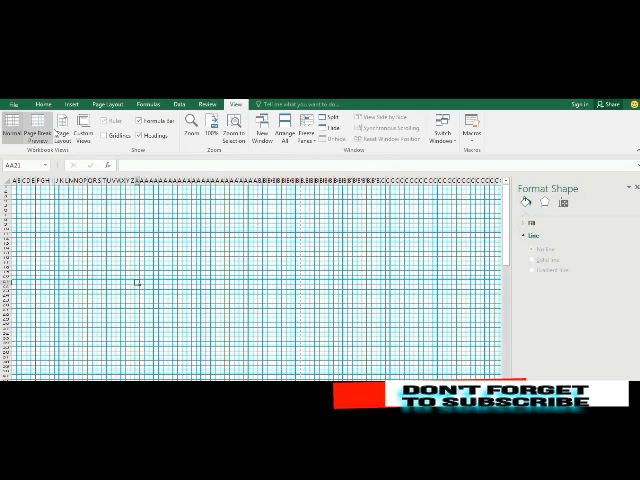 File Home Insert Page Layout Formulas Data Review View Tell me what you want to do... Sign in Share
Normal Page Break Preview Page Layout Custom Views
Ruler Formula Bar
Gridlines Headings
Zoom 100% Zoom to Selection
New Window Arrange All Freeze Panes
Split
Hide
Unhide
View Side by Side
Synchronous Scrolling
Reset Window Position
Switch Windows Macros
Workbook Views Show Zoom Window Macros
AA21
Format Shape
Fill
Line
No line
Solid line
Gradient line
DON'T FORGET
TO SUBSCRIBE